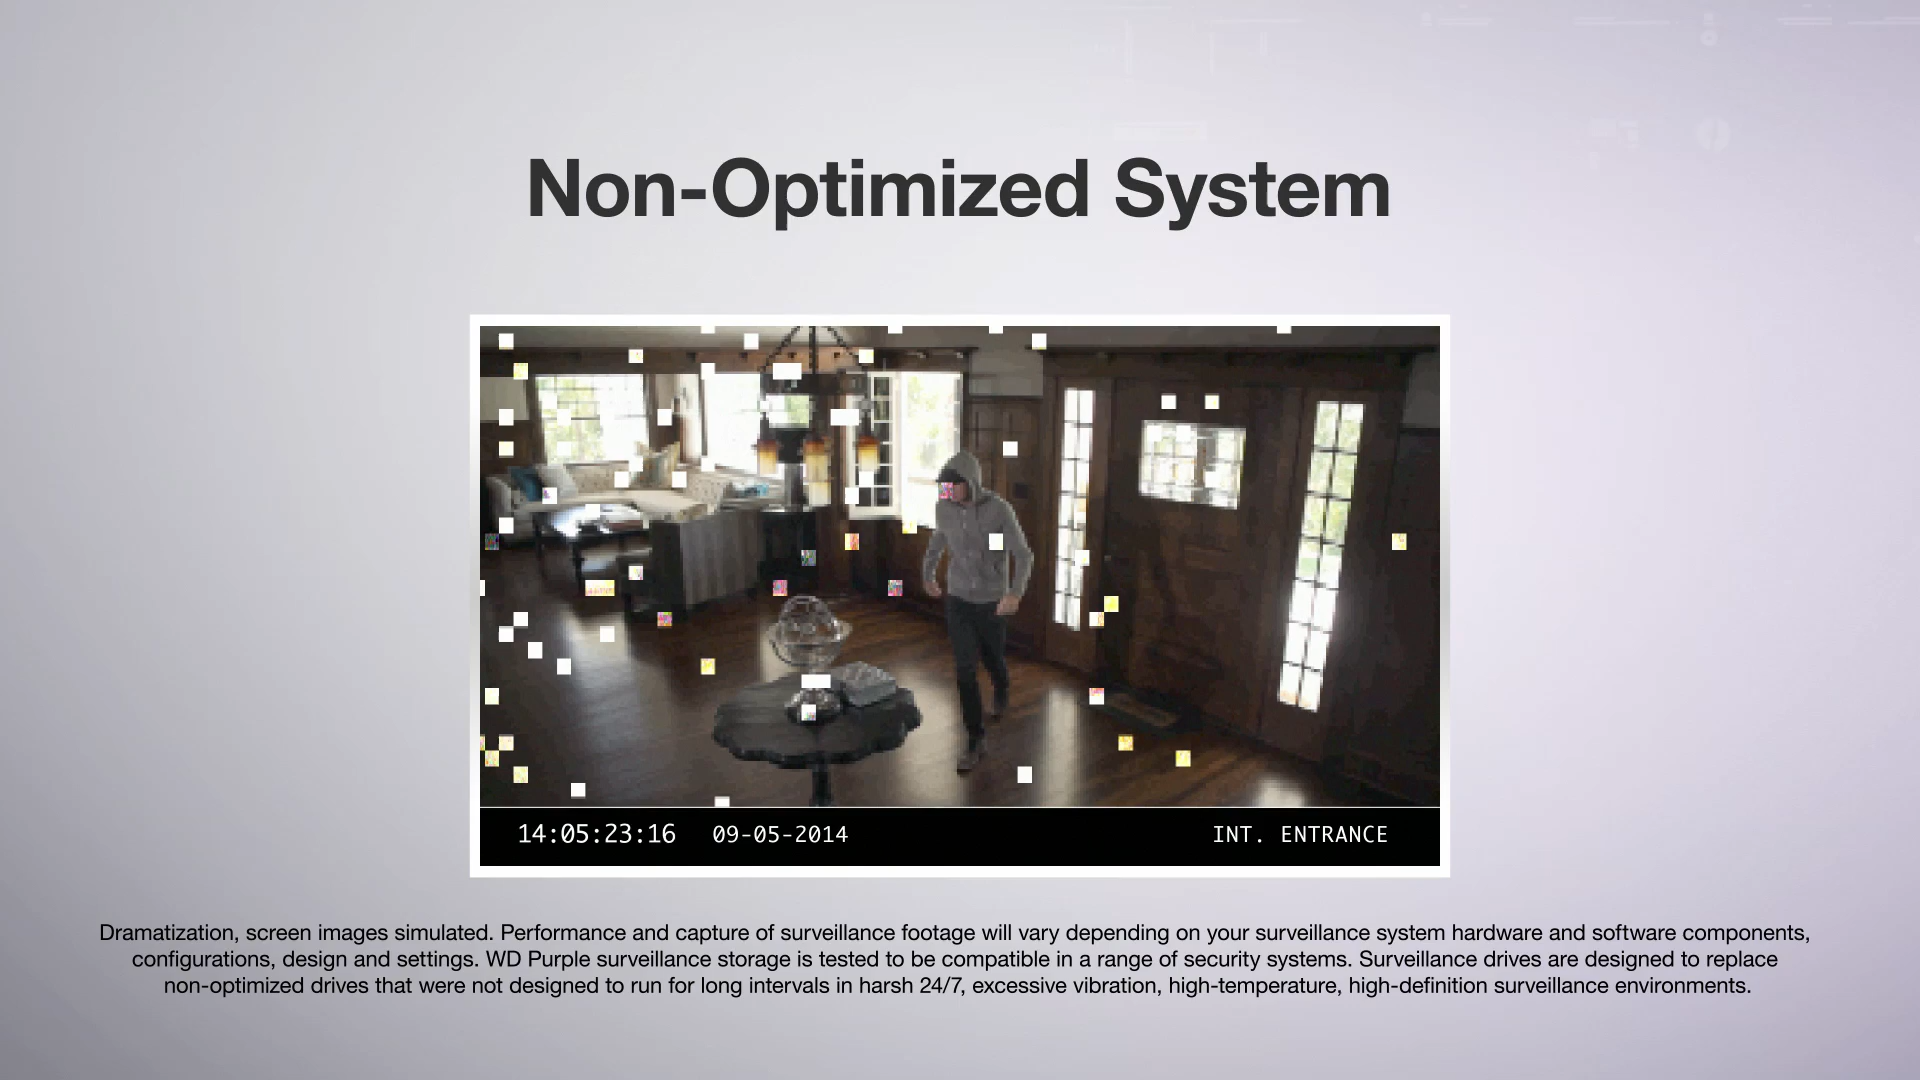 Non-Optimized System
14:05:23:16 09-05-2014 INT. ENTRANCE
Dramatization, screen images simulated. Performance and capture of surveillance footage will vary depending on your surveillance system hardware and software components,
configurations, design and settings. WD Purple surveillance storage is tested to be compatible in a range of security systems. Surveillance drives are designed to replace
non-optimized drives that were not designed to run for long intervals in harsh 24/7, excessive vibration, high-temperature, high-definition surveillance environments.